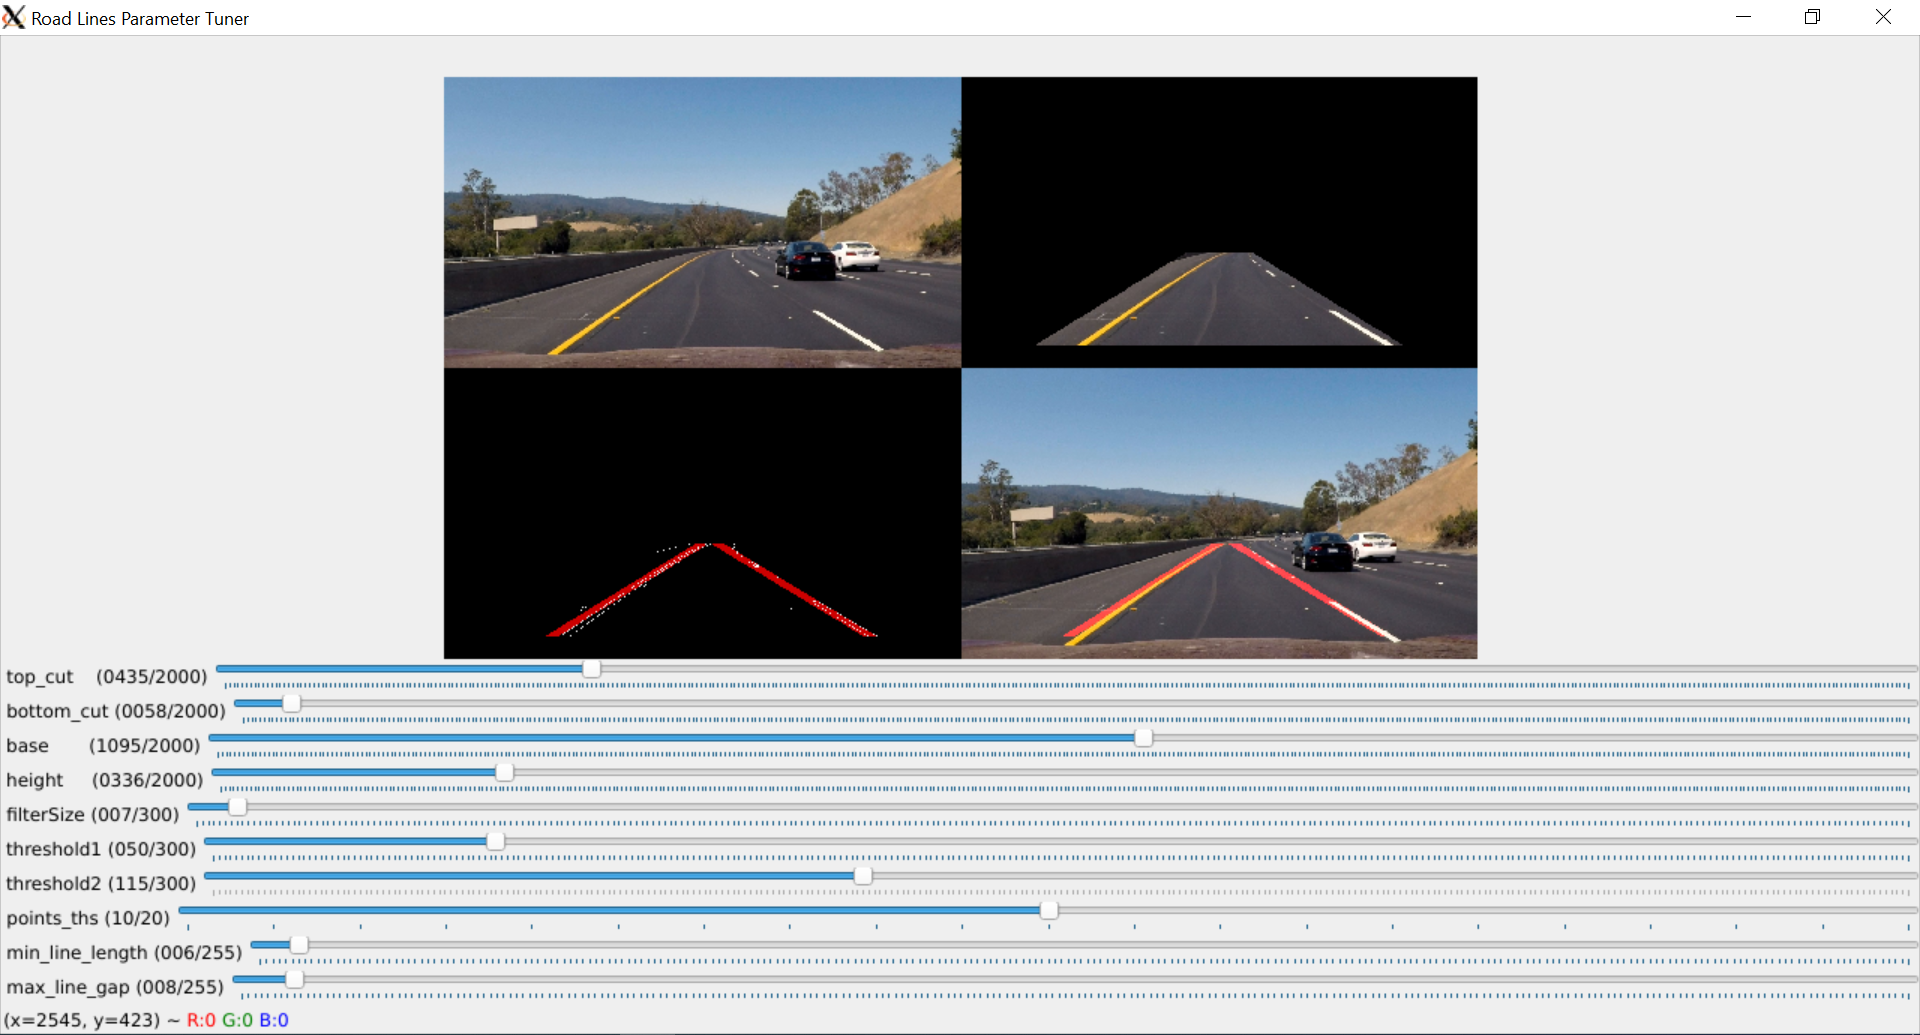 Road Lines Parameter Tuner
top_cut (0435/2000)
bottom_cut (0058/2000)
base (1095/2000)
height (0336/2000)
filterSize (007/300)
threshold1 (050/300)
threshold2 (115/300)
points_ths (10/20)
min_line_length (006/255)
max_line_gap (008/255)
(x=2545, y=423) ~ R:0 G:0 B:0